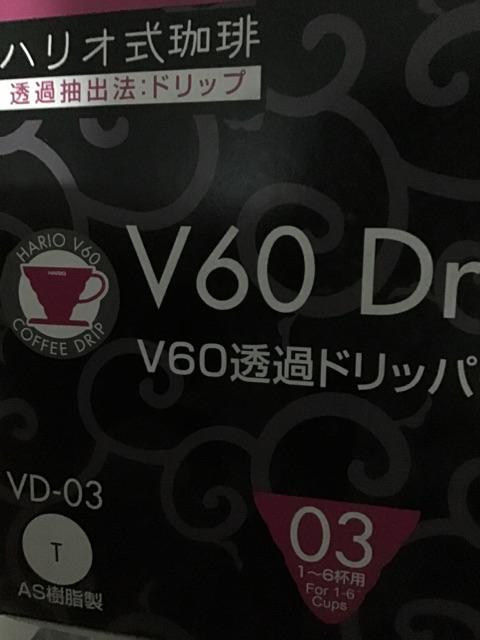 ハリオ式珈琲
透過抽出法:ドリップ
HARIO V60
HARIO
COFFEE DRIP
V60 Dr
V60透過ドリッパ
VD-03
T
AS樹脂製
03
1〜6杯用
For 1-6
Cups